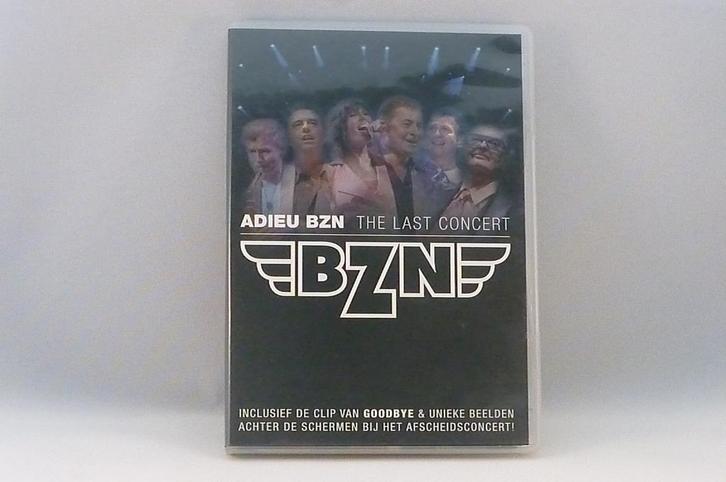 ADIEU BZN THE LAST CONCERT
BZN
INCLUSIEF DE CLIP VAN GOODBYE & UNIEKE BEELDEN
ACHTER DE SCHERMEN BIJ HET AFSCHEIDSCONCERT!